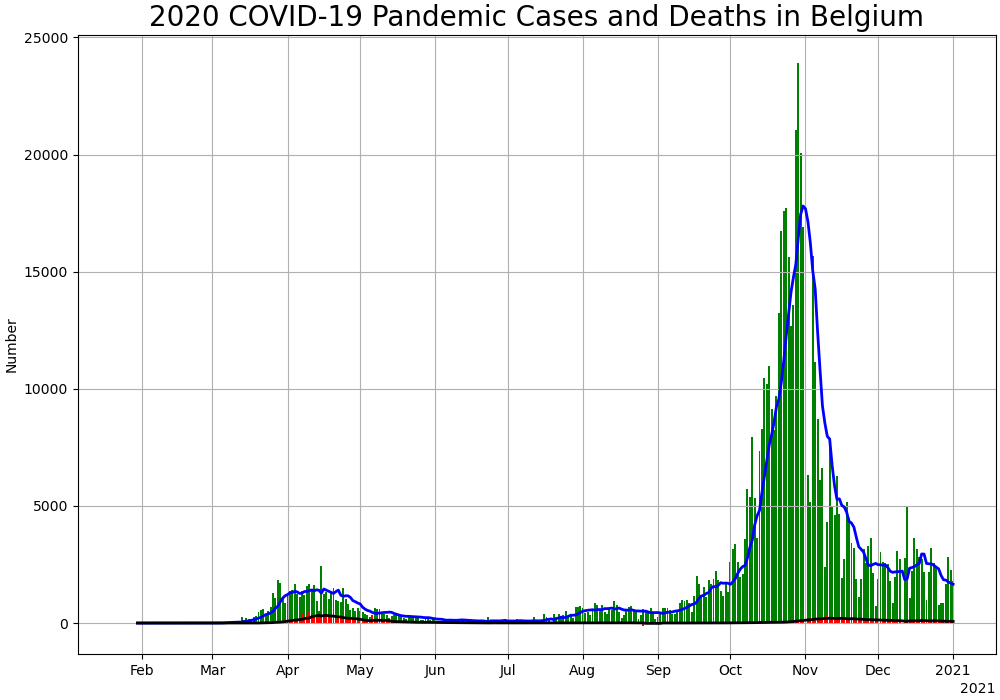 2020 COVID-19 Pandemic Cases and Deaths in Belgium
25000
20000
15000
10000
5000
0
Number
Feb Mar Apr May Jun Jul Aug Sep Oct Nov Dec 2021
2021